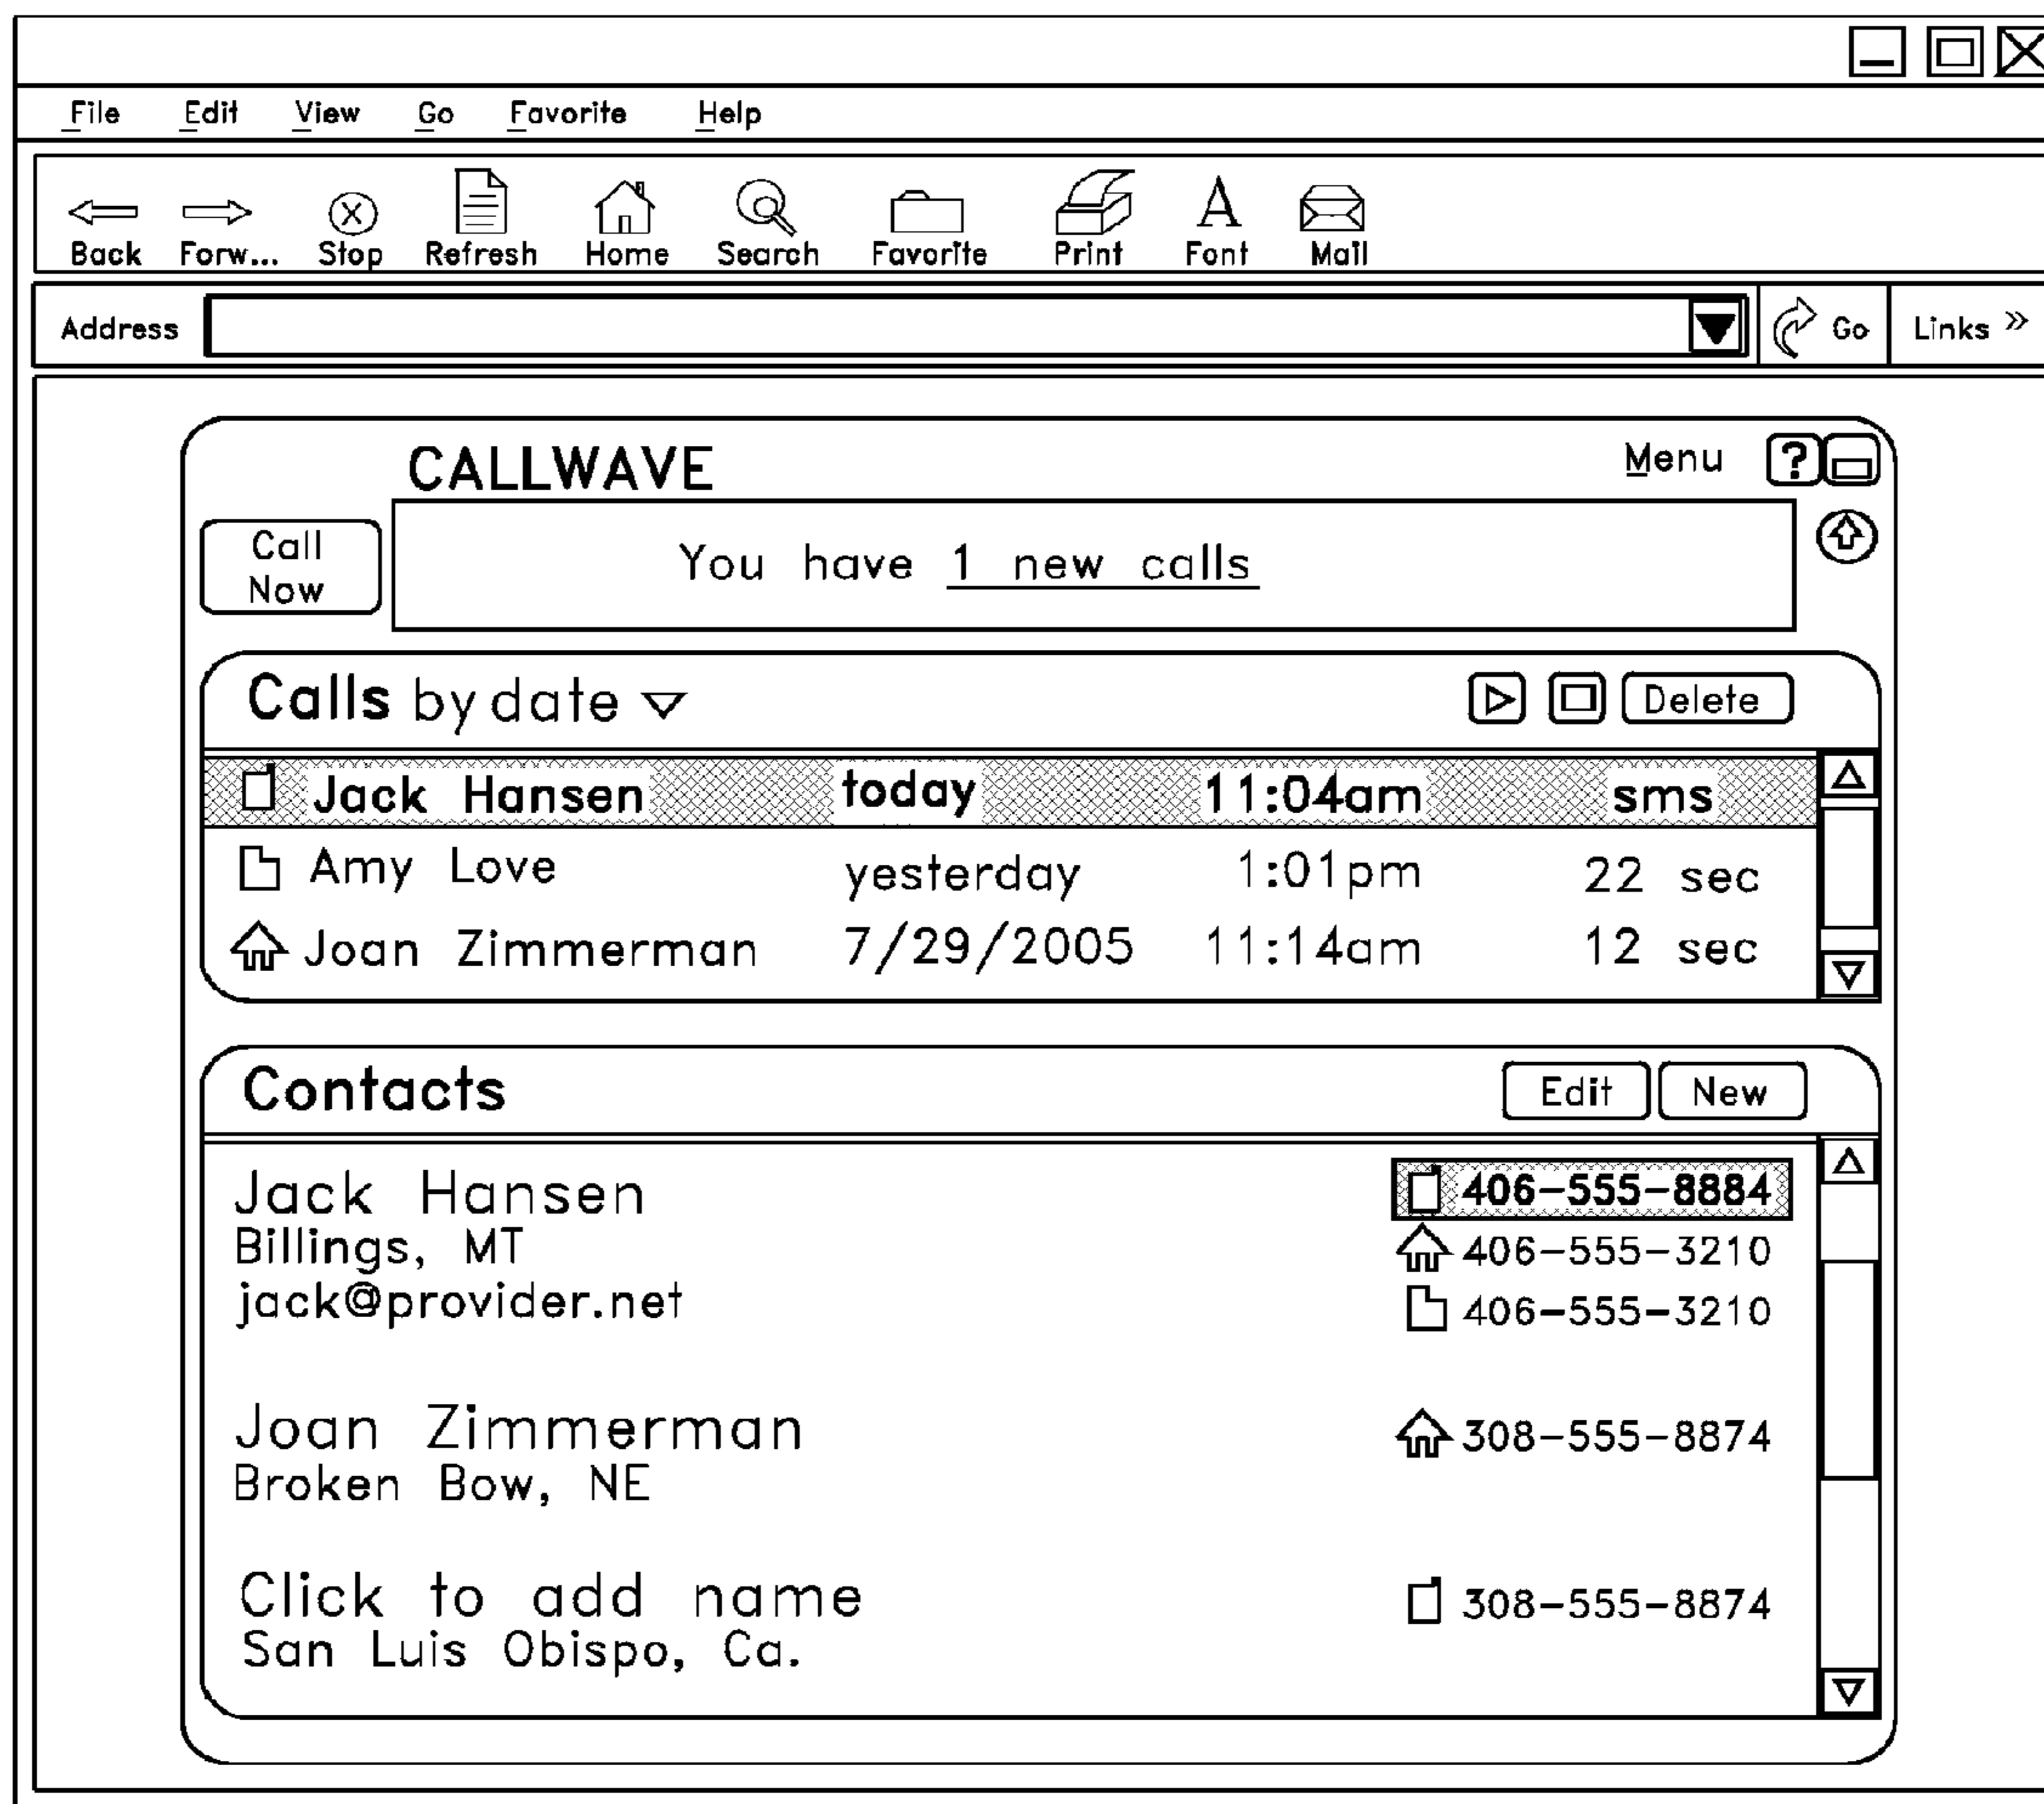 File Edit View Go Favorite Help
Back Forw... Stop Refresh Home Search Favorite Print Font Mail
Address Go Links »
CALLWAVE Menu ?
Call
Now
You have 1 new calls
Calls by date Delete
Jack Hansen today 11:04am sms
Amy Love yesterday 1:01pm 22 sec
Joan Zimmerman 7/29/2005 11:14am 12 sec
Contacts Edit New
Jack Hansen 406-555-8884
Billings, MT 406-555-3210
jack@provider.net 406-555-3210
Joan Zimmerman 308-555-8874
Broken Bow, NE
Click to add name 308-555-8874
San Luis Obispo, Ca.